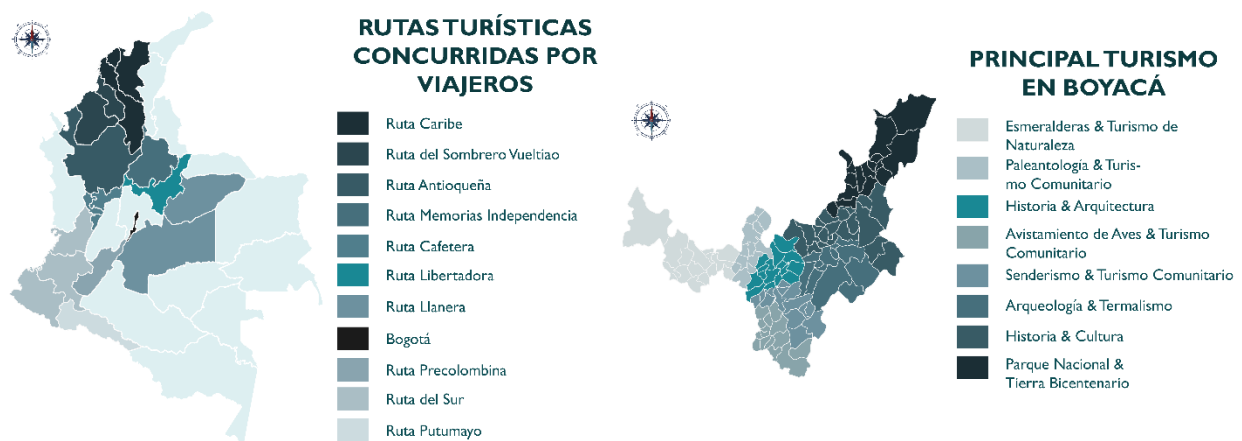 RUTAS TURÍSTICAS
CONCURRIDAS POR
VIAJEROS
Ruta Caribe
Ruta del Sombrero Vueltiao
Ruta Antioqueña
Ruta Memorias Independencia
Ruta Cafetera
Ruta Libertadora
Ruta Llanera
Bogotá
Ruta Precolombina
Ruta del Sur
Ruta Putumayo
PRINCIPAL TURISMO
EN BOYACÁ
Esmeralderas & Turismo de
Naturaleza
Paleantología & Turis-
mo Comunitario
Historia & Arquitectura
Avistamiento de Aves & Turismo
Comunitario
Senderismo & Turismo Comunitario
Arqueología & Termalismo
Historia & Cultura
Parque Nacional &
Tierra Bicentenario